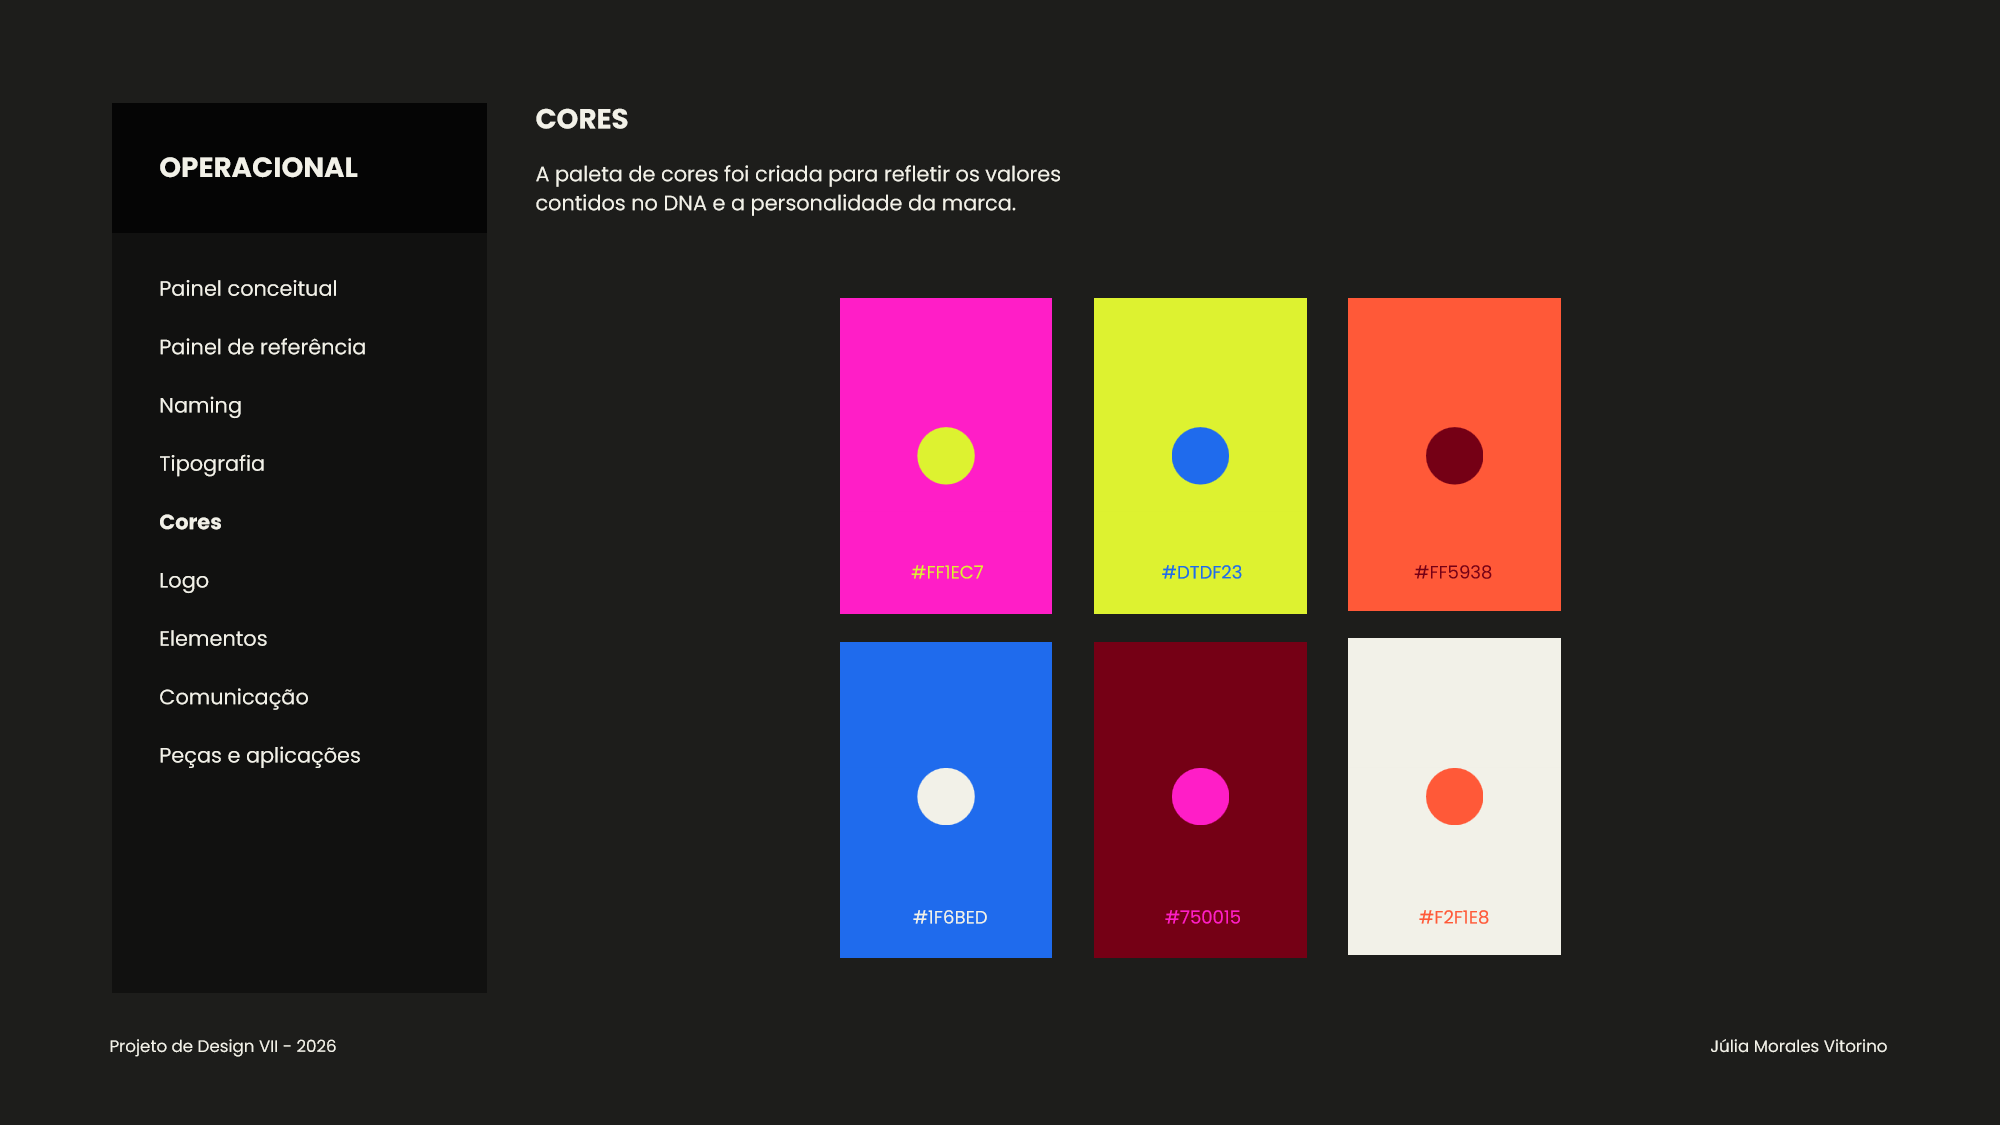 OPERACIONAL
Painel conceitual
Painel de referência
Naming
Tipografia
Cores
Logo
Elementos
Comunicação
Peças e aplicações
CORES
A paleta de cores foi criada para refletir os valores
contidos no DNA e a personalidade da marca.
#FF1EC7
#DTDF23
#FF5938
#1F6BED
#750015
#F2F1E8
Projeto de Design VII - 2026
Júlia Morales Vitorino